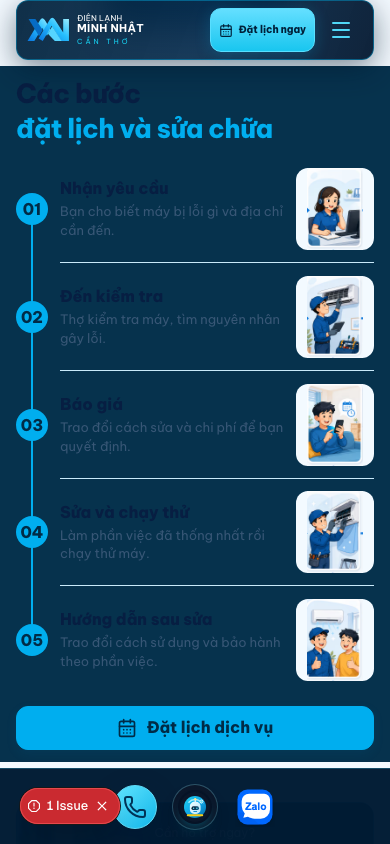 ĐIỆN LẠNH
MINH NHẬT
CẦN THƠ
Đặt lịch ngay
Các bước
đặt lịch và sửa chữa
01
Nhận yêu cầu
Bạn cho biết máy bị lỗi gì và địa chỉ
cần đến.
02
Đến kiểm tra
Thợ kiểm tra máy, tìm nguyên nhân
gây lỗi.
03
Báo giá
Trao đổi cách sửa và chi phí để bạn
quyết định.
04
Sửa và chạy thử
Làm phần việc đã thống nhất rồi
chạy thử máy.
05
Hướng dẫn sau sửa
Trao đổi cách sử dụng và bảo hành
theo phần việc.
Đặt lịch dịch vụ
1 Issue
Zalo